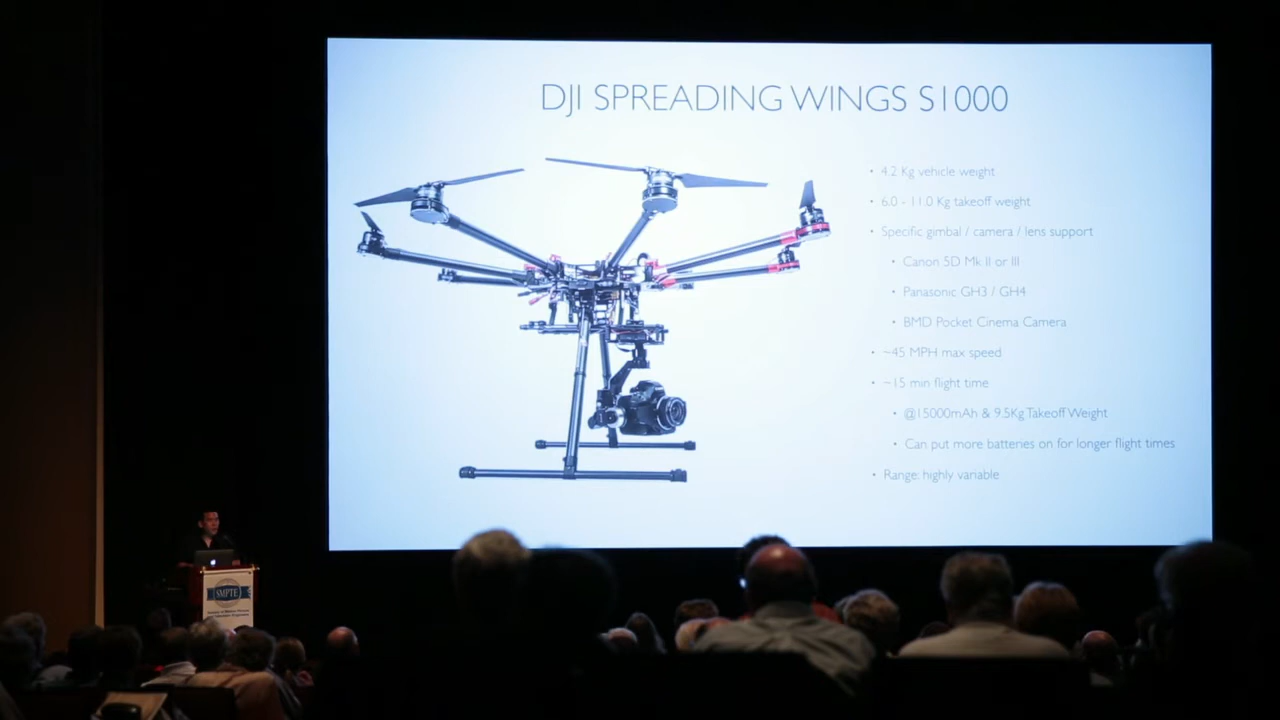 DJI SPREADING WINGS S1000
• 4.2 Kg vehicle weight
• 6.0 - 11.0 Kg takeoff weight
• Specific gimbal / camera / lens support
• Canon 5D Mk II or III
• Panasonic GH3 / GH4
• BMD Pocket Cinema Camera
• ~45 MPH max speed
• ~15 min flight time
• @15000mAh & 9.5Kg Takeoff Weight
• Can put more batteries on for longer flight times
• Range: highly variable
SMPTE